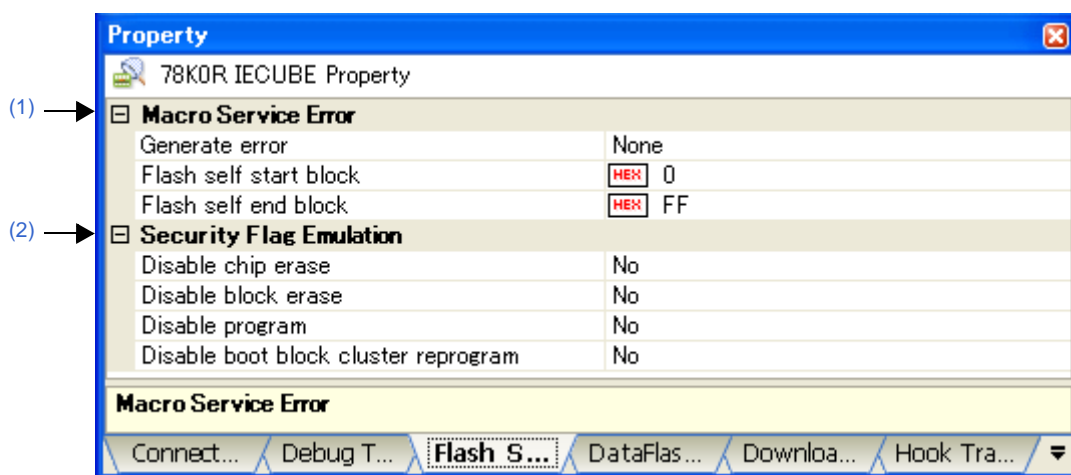 Property
78K0R IECUBE Property
(1) Macro Service Error
Generate error None
Flash self start block HEX 0
Flash self end block HEX FF
(2) Security Flag Emulation
Disable chip erase No
Disable block erase No
Disable program No
Disable boot block cluster reprogram No
Macro Service Error
Connect... Debug T... Flash S... DataFlas... Downloa... Hook Tra...